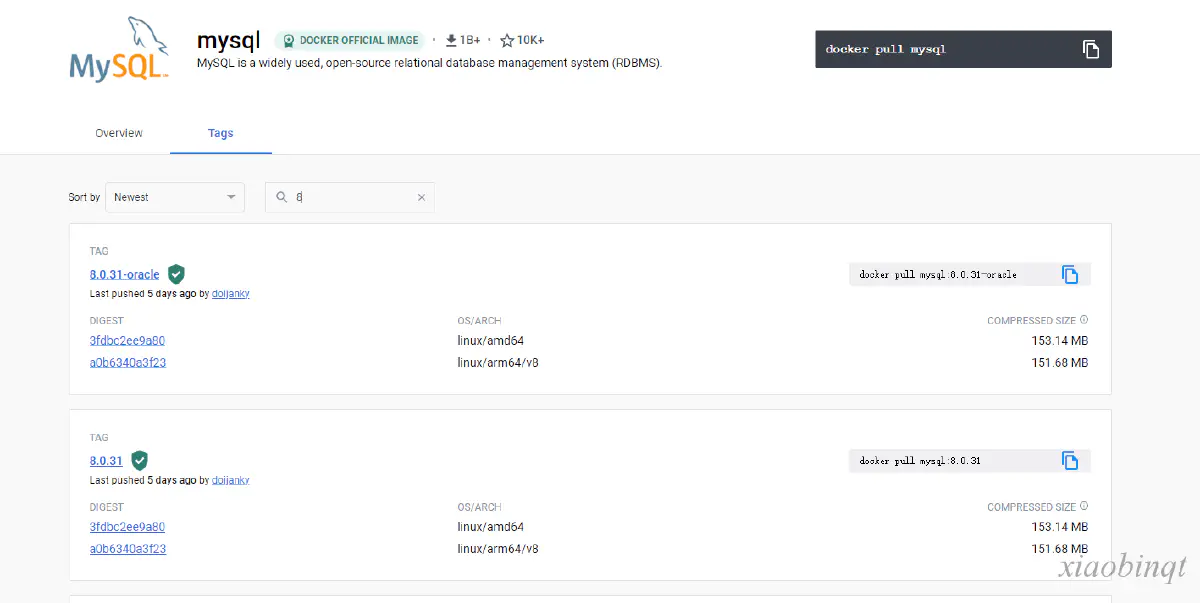 MySQL
mysql DOCKER OFFICIAL IMAGE · 1B+ · 10K+
MySQL is a widely used, open-source relational database management system (RDBMS).
docker pull mysql
Overview Tags
Sort by Newest 8
TAG
8.0.31-oracle
Last pushed 5 days ago by doijanky
docker pull mysql:8.0.31-oracle
DIGEST OS/ARCH COMPRESSED SIZE
3fdbc2ee9a80 linux/amd64 153.14 MB
a0b6340a3f23 linux/arm64/v8 151.68 MB
TAG
8.0.31
Last pushed 5 days ago by doijanky
docker pull mysql:8.0.31
DIGEST OS/ARCH COMPRESSED SIZE
3fdbc2ee9a80 linux/amd64 153.14 MB
a0b6340a3f23 linux/arm64/v8 151.68 MB
xiaobinqt